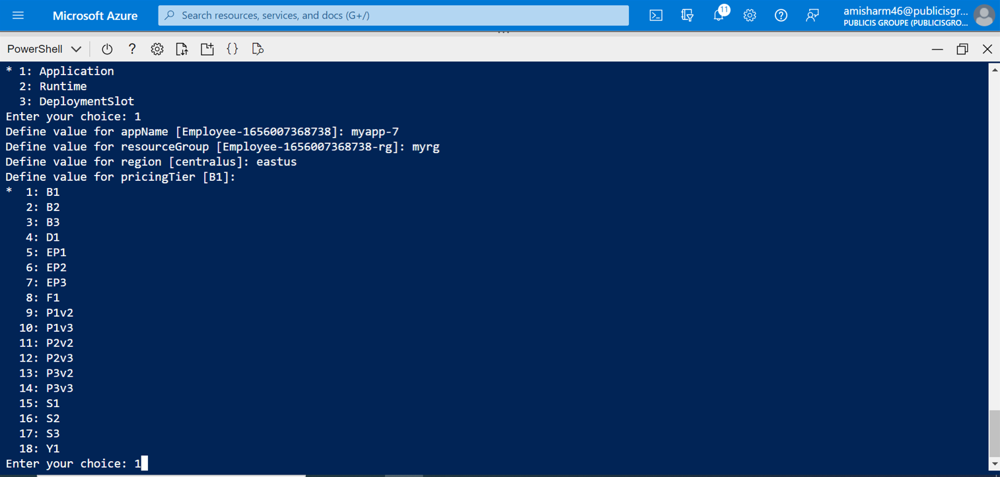 Microsoft Azure
Search resources, services, and docs (G+/)
11
amisharm46@publicisgr...
PUBLICIS GROUPE (PUBLICISGRO...
PowerShell
* 1: Application
2: Runtime
3: DeploymentSlot
Enter your choice: 1
Define value for appName [Employee-1656007368738]: myapp-7
Define value for resourceGroup [Employee-1656007368738-rg]: myrg
Define value for region [centralus]: eastus
Define value for pricingTier [B1]:
* 1: B1
2: B2
3: B3
4: D1
5: EP1
6: EP2
7: EP3
8: F1
9: P1v2
10: P1v3
11: P2v2
12: P2v3
13: P3v2
14: P3v3
15: S1
16: S2
17: S3
18: Y1
Enter your choice: 1